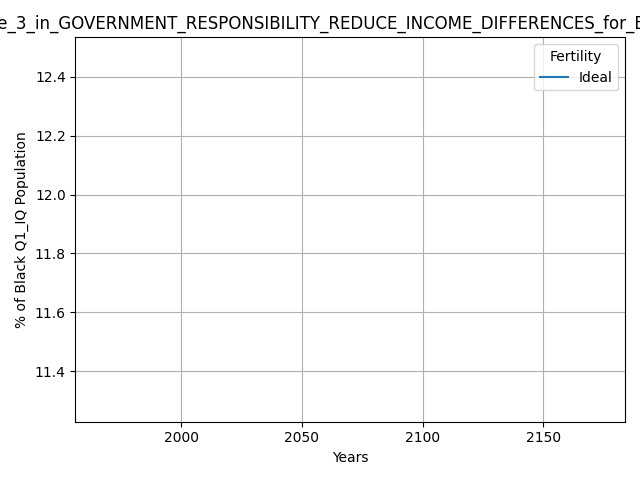 e_3_in_GOVERNMENT_RESPONSIBILITY_REDUCE_INCOME_DIFFERENCES_for_B
Fertility
Ideal
12.4
12.2
12.0
11.8
11.6
11.4
% of Black Q1_IQ Population
2000 2050 2100 2150
Years